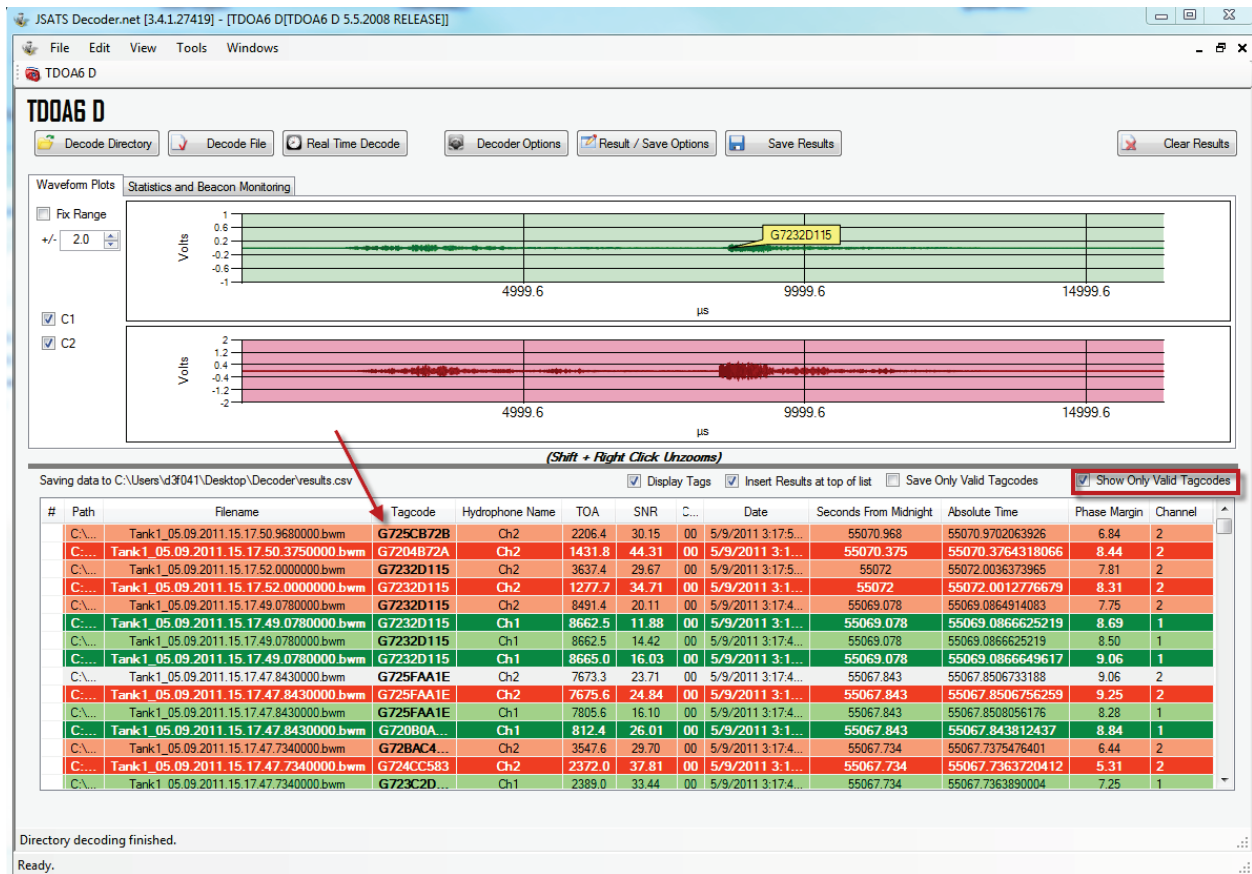 JSATS Decoder.net [3.4.1.27419] - [TDOA6 D[TDOA6 D 5.5.2008 RELEASE]]
File Edit View Tools Windows
TDOA6 D
TDOA6 D
Decode Directory Decode File Real Time Decode Decoder Options Result / Save Options Save Results Clear Results
Waveform Plots Statistics and Beacon Monitoring
Fix Range
+/- 2.0
C1
C2
Volts
1
0.6
0.2
-0.2
-0.6
-1
G7232D115
4999.6 9999.6 14999.6
µs
Volts
2
1.2
0.4
-0.4
-1.2
-2
4999.6 9999.6 14999.6
µs
(Shift + Right Click Unzooms)
Saving data to C:\Users\d3f041\Desktop\Decoder\results.csv Display Tags Insert Results at top of list Save Only Valid Tagcodes Show Only Valid Tagcodes
# Path Filename Tagcode Hydrophone Name TOA SNR C... Date Seconds From Midnight Absolute Time Phase Margin Channel
C:\... Tank1_05.09.2011.15.17.50.9680000.bwm G725CB72B Ch2 2206.4 30.15 00 5/9/2011 3:17:5... 55070.968 55070.9702063926 6.84 2
C:... Tank1_05.09.2011.15.17.50.3750000.bwm G7204B72A Ch2 1431.8 44.31 00 5/9/2011 3:1... 55070.375 55070.3764318066 8.44 2
C:\... Tank1_05.09.2011.15.17.52.0000000.bwm G7232D115 Ch2 3637.4 29.67 00 5/9/2011 3:17:5... 55072 55072.0036373965 7.81 2
C:... Tank1_05.09.2011.15.17.52.0000000.bwm G7232D115 Ch2 1277.7 34.71 00 5/9/2011 3:1... 55072 55072.0012776679 8.31 2
C:\... Tank1_05.09.2011.15.17.49.0780000.bwm G7232D115 Ch2 8491.4 20.11 00 5/9/2011 3:17:4... 55069.078 55069.0864914083 7.75 2
C:... Tank1_05.09.2011.15.17.49.0780000.bwm G7232D115 Ch1 8662.5 11.88 00 5/9/2011 3:1... 55069.078 55069.0866625219 8.69 1
C:\... Tank1_05.09.2011.15.17.49.0780000.bwm G7232D115 Ch1 8662.5 14.42 00 5/9/2011 3:17:4... 55069.078 55069.0866625219 8.50 1
C:... Tank1_05.09.2011.15.17.49.0780000.bwm G7232D115 Ch1 8665.0 16.03 00 5/9/2011 3:1... 55069.078 55069.0866649617 9.06 1
C:\... Tank1_05.09.2011.15.17.47.8430000.bwm G725FAA1E Ch2 7673.3 23.71 00 5/9/2011 3:17:4... 55067.843 55067.8506733188 9.06 2
C:... Tank1_05.09.2011.15.17.47.8430000.bwm G725FAA1E Ch2 7675.6 24.84 00 5/9/2011 3:1... 55067.843 55067.8506756259 9.25 2
C:\... Tank1_05.09.2011.15.17.47.8430000.bwm G725FAA1E Ch1 7805.6 16.10 00 5/9/2011 3:17:4... 55067.843 55067.8508056176 8.28 1
C:... Tank1_05.09.2011.15.17.47.8430000.bwm G720B0A... Ch1 812.4 26.01 00 5/9/2011 3:1... 55067.843 55067.843812437 8.84 1
C:\... Tank1_05.09.2011.15.17.47.7340000.bwm G72BAC4... Ch2 3547.6 29.70 00 5/9/2011 3:17:4... 55067.734 55067.7375476401 6.44 2
C:... Tank1_05.09.2011.15.17.47.7340000.bwm G724CC583 Ch2 2372.0 37.81 00 5/9/2011 3:1... 55067.734 55067.7363720412 5.31 2
C:\... Tank1_05.09.2011.15.17.47.7340000.bwm G723C2D... Ch1 2389.0 33.44 00 5/9/2011 3:17:4... 55067.734 55067.7363890004 7.25 1
Directory decoding finished.
Ready.